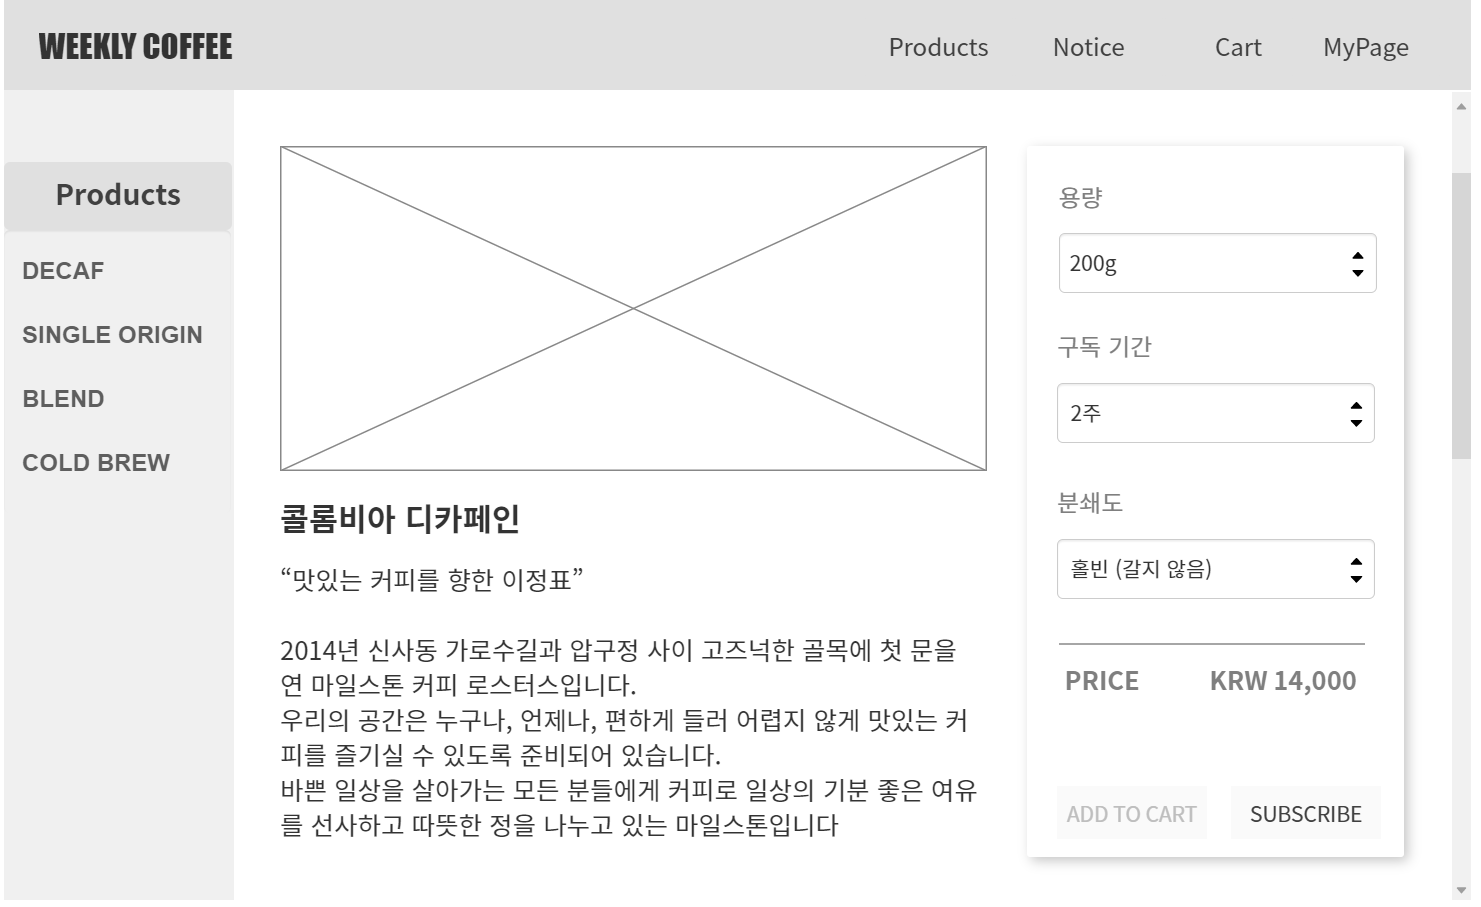 WEEKLY COFFEE
Products
Notice
Cart
MyPage
Products
DECAF
SINGLE ORIGIN
BLEND
COLD BREW
콜롬비아 디카페인
“맛있는 커피를 향한 이정표”
2014년 신사동 가로수길과 압구정 사이 고즈넉한 골목에 첫 문을
연 마일스톤 커피 로스터스입니다.
우리의 공간은 누구나, 언제나, 편하게 들러 어렵지 않게 맛있는 커
피를 즐기실 수 있도록 준비되어 있습니다.
바쁜 일상을 살아가는 모든 분들에게 커피로 일상의 기분 좋은 여유
를 선사하고 따뜻한 정을 나누고 있는 마일스톤입니다
용량
200g
구독 기간
2주
분쇄도
홀빈 (갈지 않음)
PRICE KRW 14,000
ADD TO CART
SUBSCRIBE